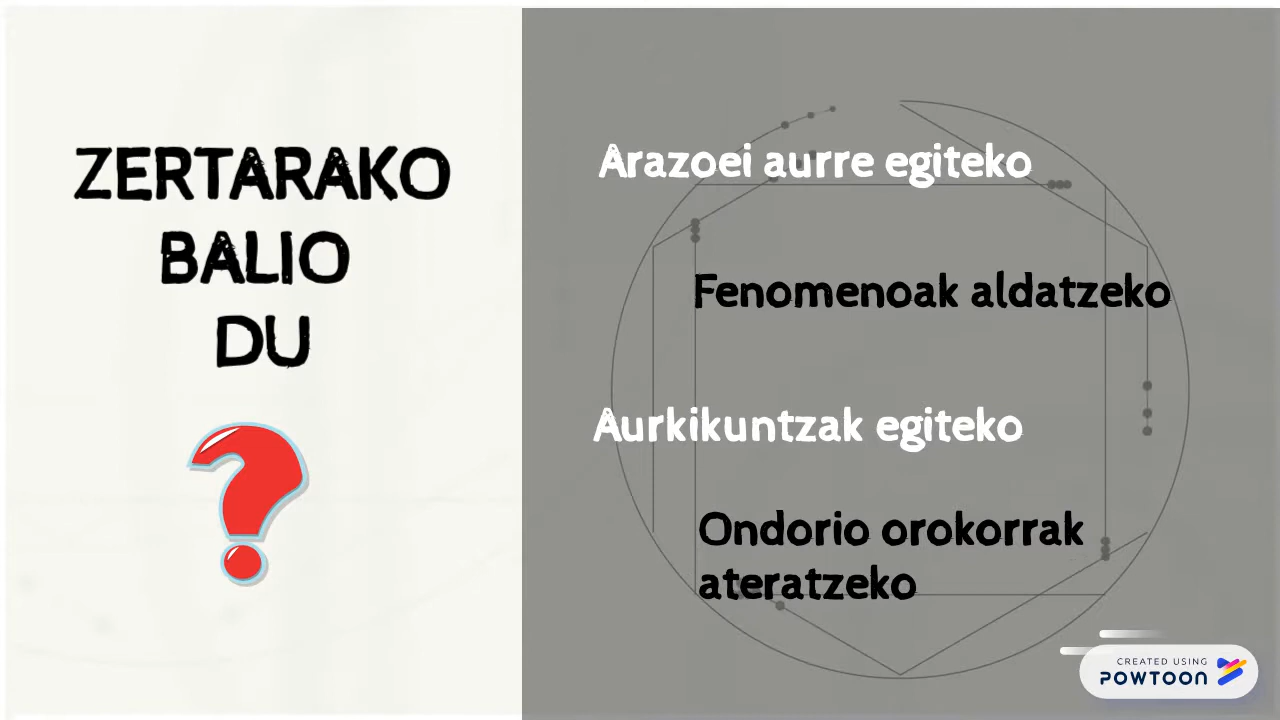 ZERTARAKO
BALIO
DU
?
Arazoei aurre egiteko
Fenomenoak aldatzeko
Aurkikuntzak egiteko
Ondorio orokorrak
ateratzeko
CREATED USING
POWTOON